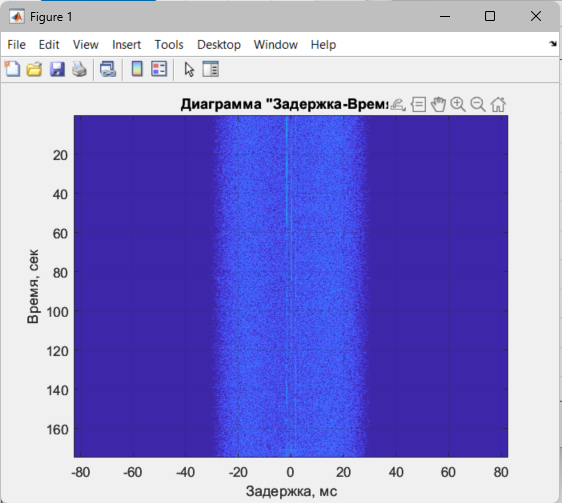 Figure 1
File Edit View Insert Tools Desktop Window Help
Диаграмма "Задержка-Время
20
40
60
80
100
120
140
160
Время, сек
-80 -60 -40 -20 0 20 40 60 80
Задержка, мс